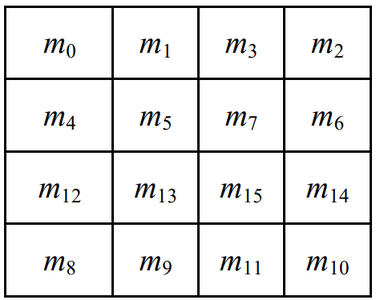 m₀ m₁ m₃ m₂
m₄ m₅ m₇ m₆
m₁₂ m₁₃ m₁₅ m₁₄
m₈ m₉ m₁₁ m₁₀